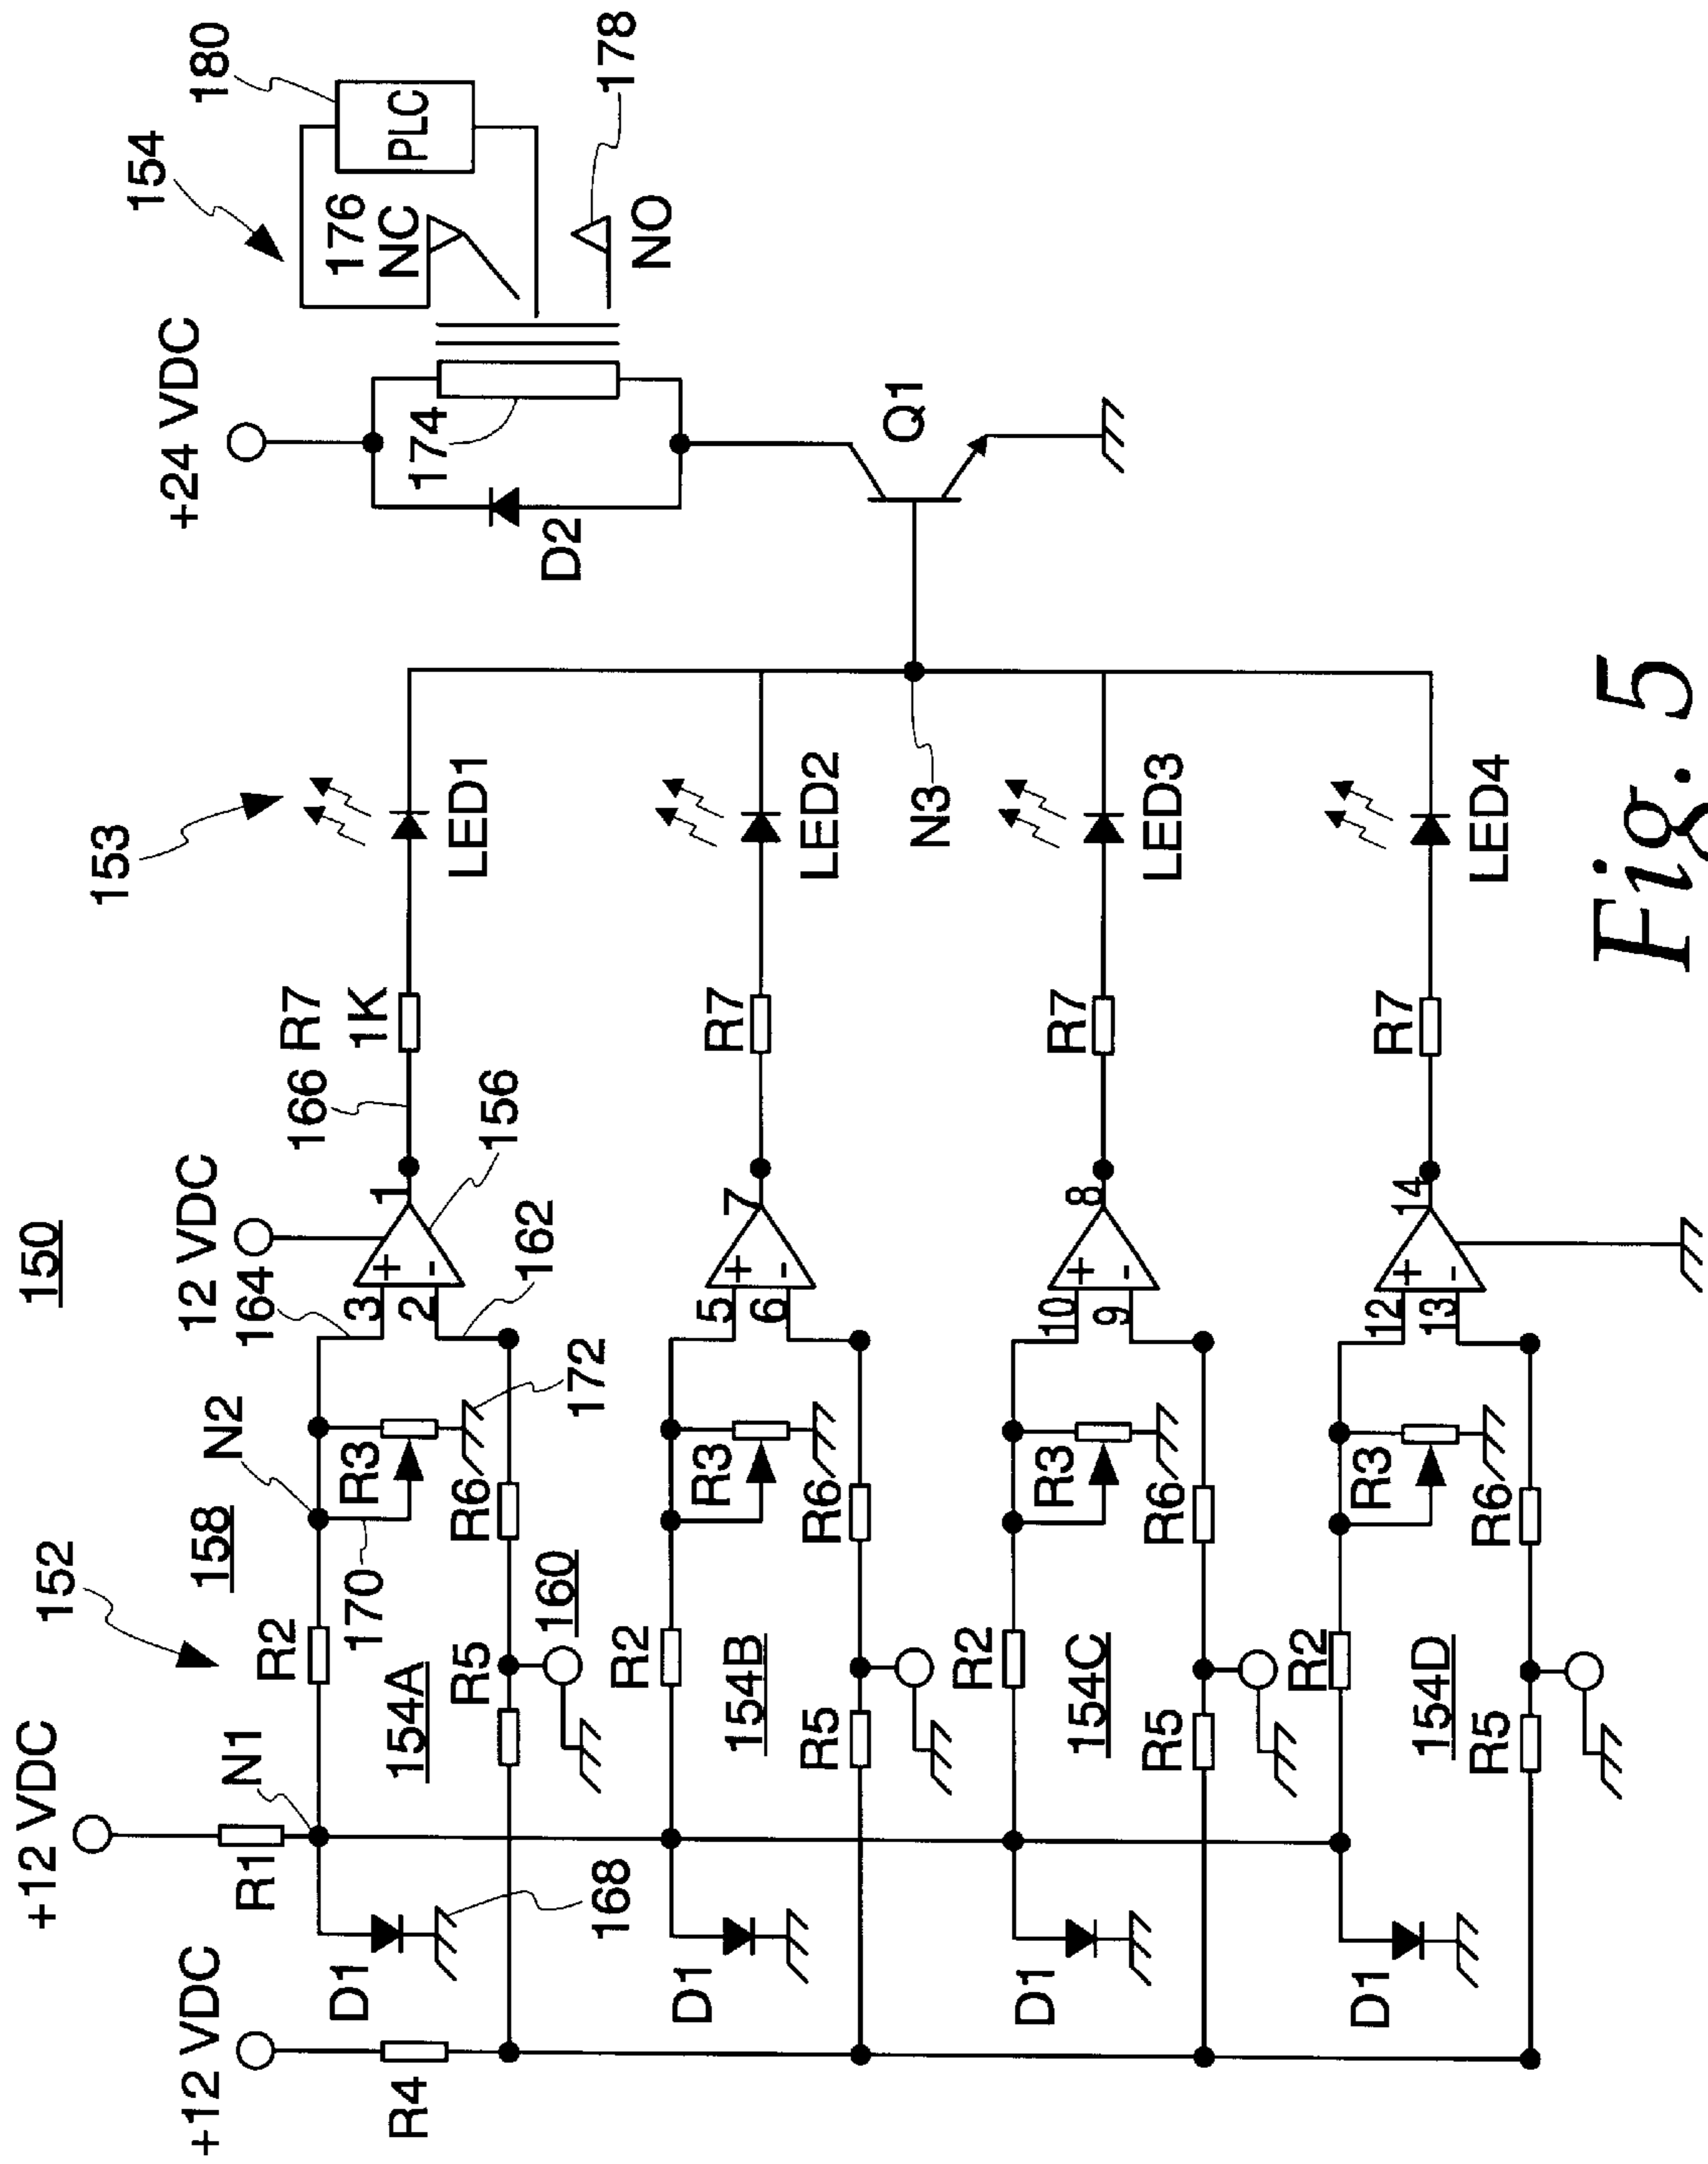 150
+12 VDC
152
153
154
180
+12 VDC
R1
N1
158
N2
12 VDC
164
166
R7
1K
+24 VDC
176
NC
PLC
178
R4
D1
168
R2
170
R3
3
2
+
-
1
156
162
172
LED1
174
NO
154A
R5
160
R6
D2
D1
R2
R3
5
6
+
-
7
R7
LED2
154B
R5
R6
Q1
N3
D1
R2
R3
10
9
+
-
8
R7
LED3
154C
R5
R6
D1
R2
R3
12
13
+
-
14
R7
LED4
154D
R5
R6
Fig. 5